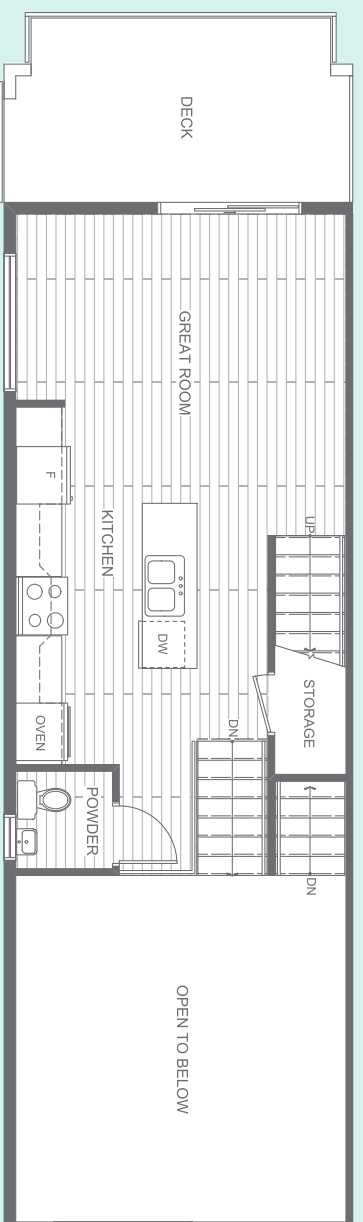 DECK
GREAT ROOM
F
KITCHEN
UP
DW
STORAGE
OVEN
DN
POWDER
DN
OPEN TO BELOW